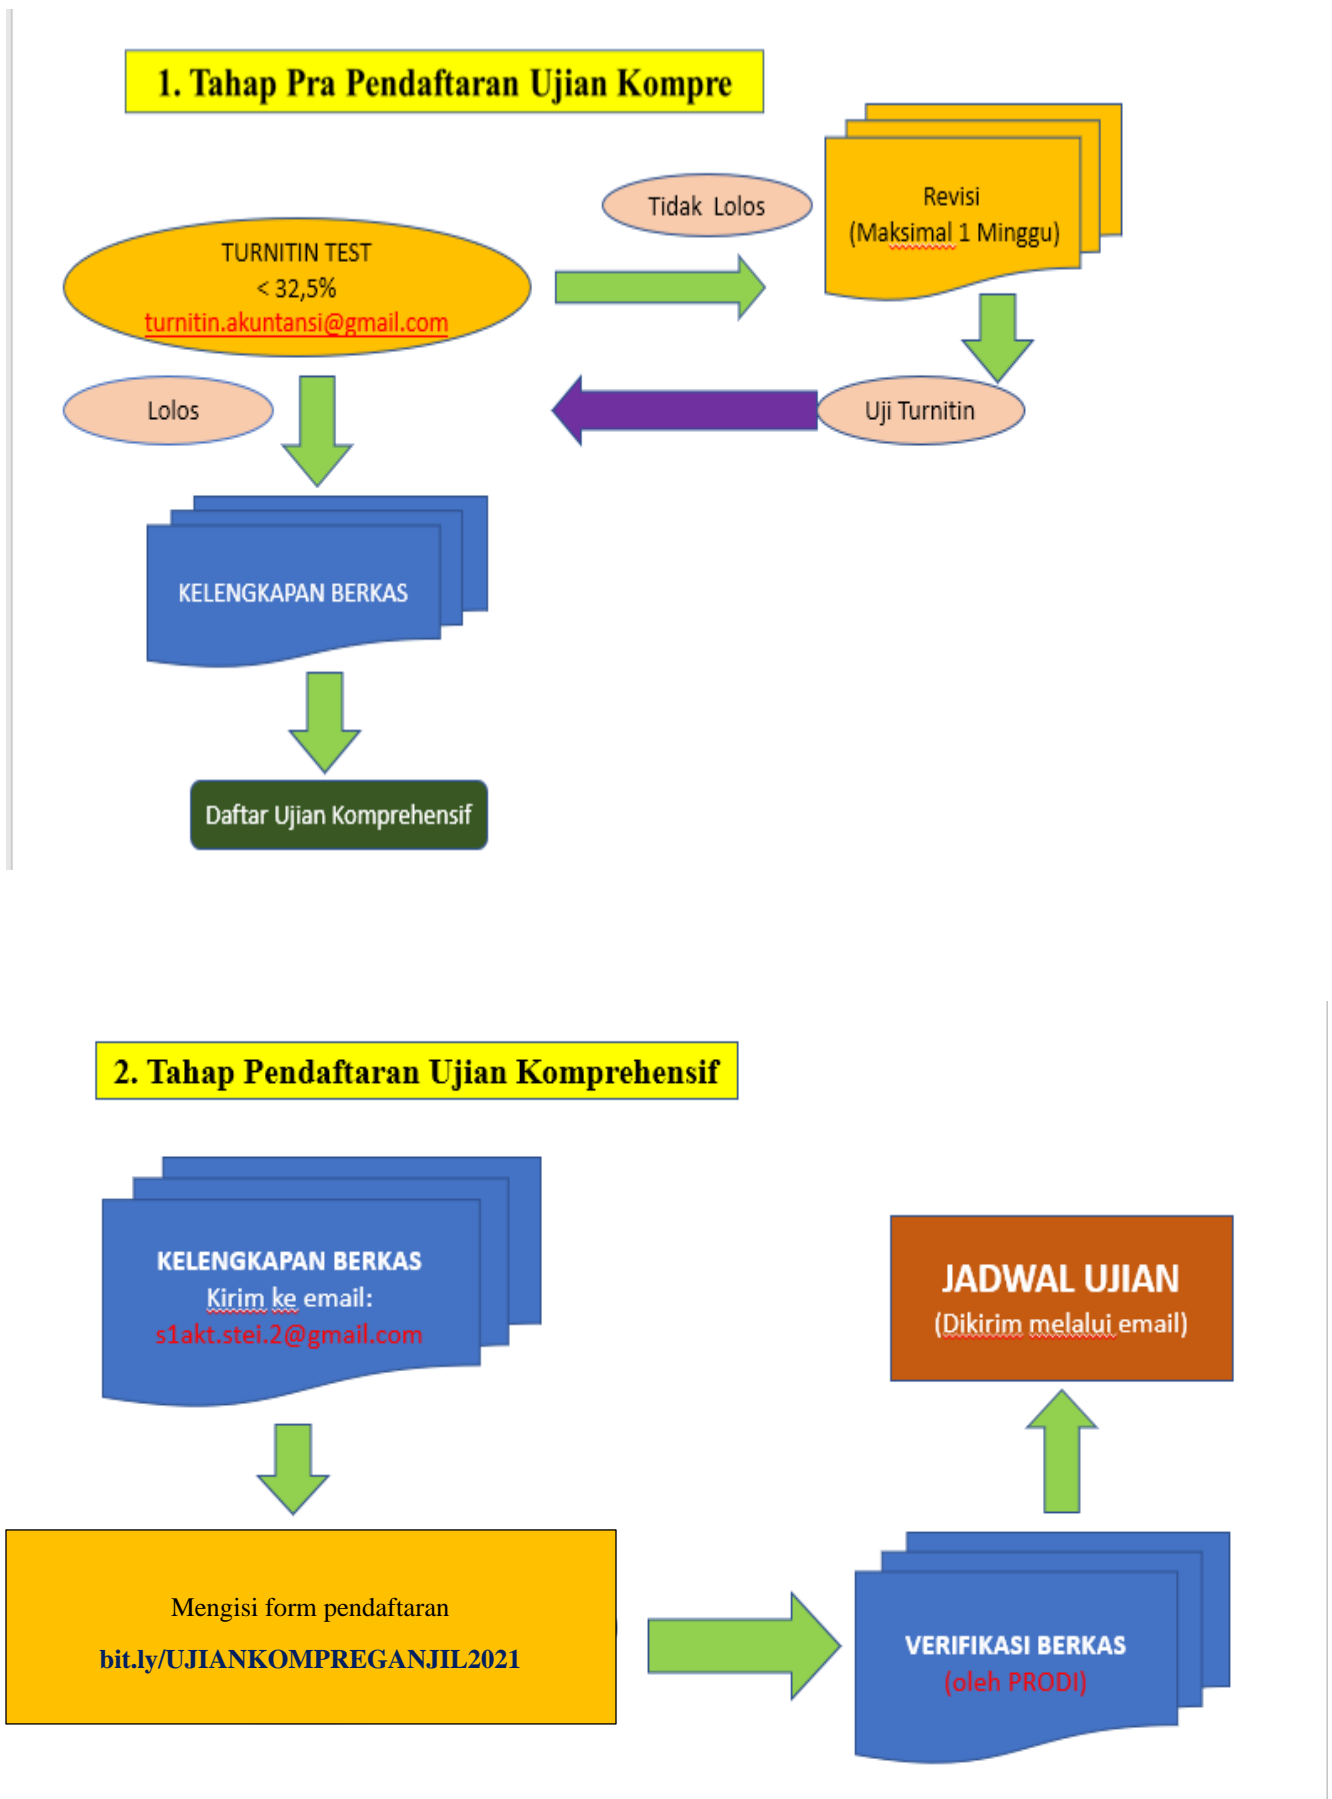 1. Tahap Pra Pendaftaran Ujian Kompre
TURNITIN TEST
< 32,5%
turnitin.akuntansi@gmail.com
Tidak  Lolos
Revisi
(Maksimal 1 Minggu)
Uji Turnitin
Lolos
KELENGKAPAN BERKAS
Daftar Ujian Komprehensif
2. Tahap Pendaftaran Ujian Komprehensif
KELENGKAPAN BERKAS
Kirim ke email:
s1akt.stei.2@gmail.com
Mengisi form pendaftaran
bit.ly/UJIANKOMPREGANJIL2021
VERIFIKASI BERKAS
(oleh PRODI)
JADWAL UJIAN
(Dikirim melalui email)